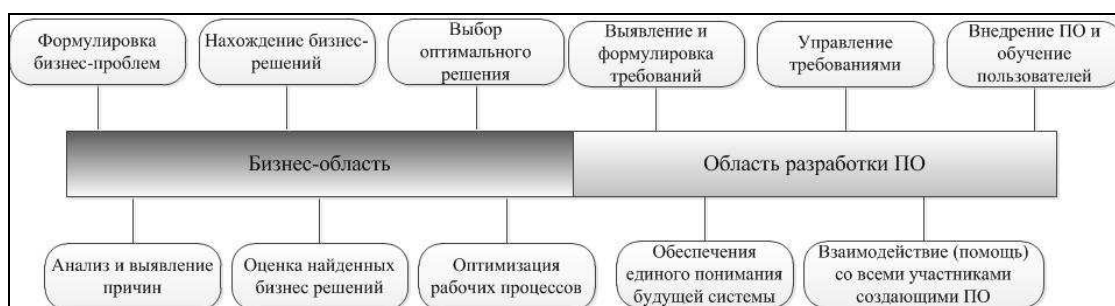 Формулировка
бизнес-проблем
Нахождение бизнес-
решений
Выбор
оптимального
решения
Выявление и
формулировка
требований
Управление
требованиями
Внедрение ПО и
обучение
пользователей
Бизнес-область
Область разработки ПО
Анализ и выявление
причин
Оценка найденных
бизнес решений
Оптимизация
рабочих процессов
Обеспечения
единого понимания
будущей системы
Взаимодействие (помощь)
со всеми участниками
создающими ПО